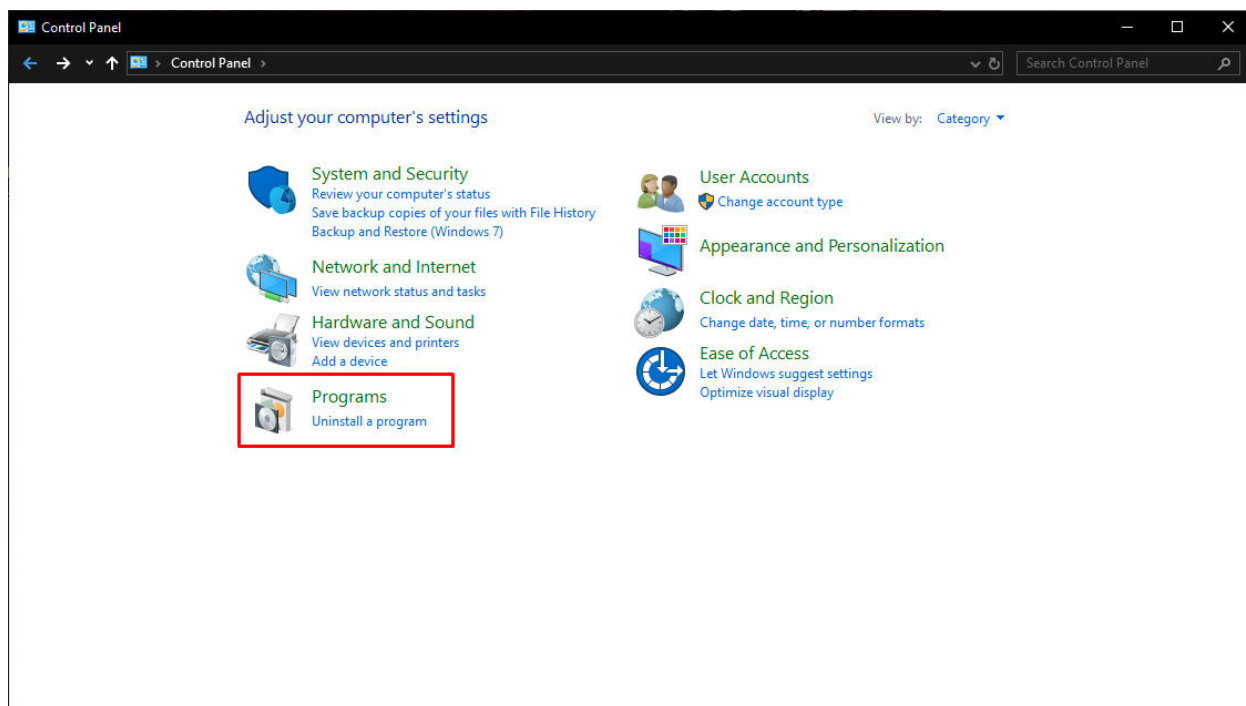 Control Panel
Control Panel
Search Control Panel
Adjust your computer's settings
View by: Category
System and Security
Review your computer's status
Save backup copies of your files with File History
Backup and Restore (Windows 7)
Network and Internet
View network status and tasks
Hardware and Sound
View devices and printers
Add a device
Programs
Uninstall a program
User Accounts
Change account type
Appearance and Personalization
Clock and Region
Change date, time, or number formats
Ease of Access
Let Windows suggest settings
Optimize visual display